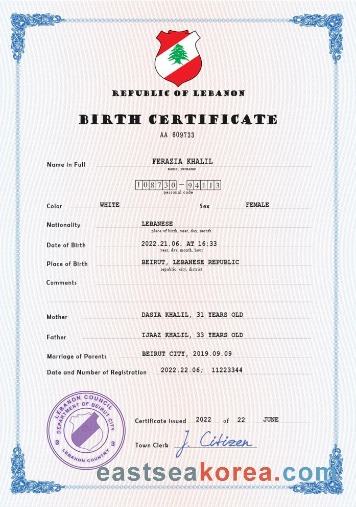 REPUBLIC OF LEBANON
BIRTH CERTIFICATE
AA 609733
Name In Full FERAZIA KHALIL
108730-94113
personal code
Color WHITE Sex FEMALE
Nationality LEBANESE
place of birth, year, day, month
Date of Birth 2022.21.06. AT 16:33
year, day, month, hour
Place of Birth BEIRUT, LEBANESE REPUBLIC
republic, city, district
Comments
Mother DASIA KHALIL, 31 YEARS OLD
Father IJAAZ KHALIL, 33 YEARS OLD
Marriage of Parents BEIRUT CITY, 2019.09.09
Date and Number of Registration 2022.22.06; 11223344
LEBANON COUNCIL
DEPARTMENT OF BEIRUT CITY
LEBANON COUNTRY
Certificate issued 2022 of 22 JUNE
Town Clerk J. Citizen
eastseakorea.com